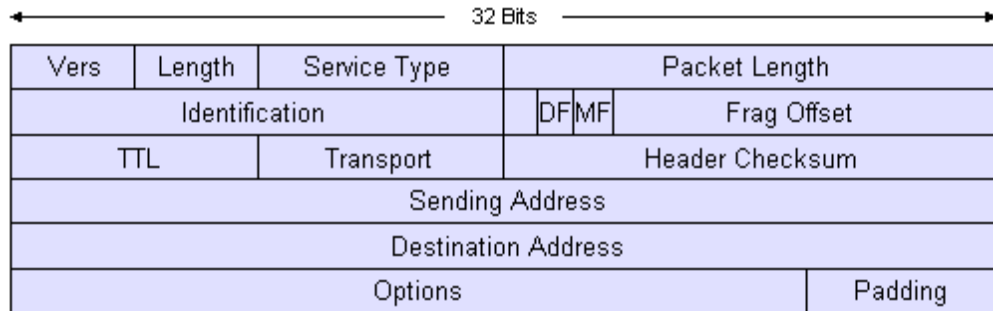 32 Bits
Vers Length Service Type Packet Length
Identification DF MF Frag Offset
TTL Transport Header Checksum
Sending Address
Destination Address
Options Padding